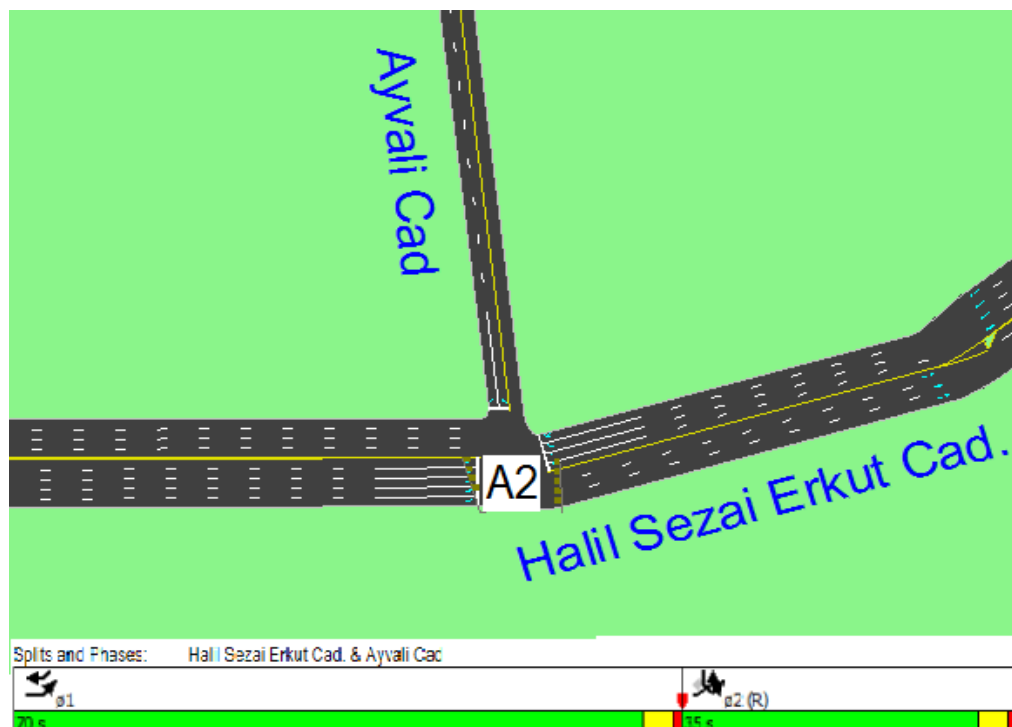 Ayvali Cad
A2
Halil Sezai Erkut Cad.
Splits and Phases: Halil Sezai Erkut Cad. & Ayvali Cad
ø1 ø2 (R)
70 s 35 s